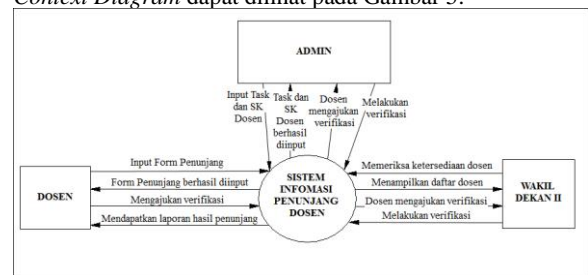 Context Diagram dapat dilihat pada Gambar 3.
ADMIN
Input Task
dan SK
Dosen
Task dan
SK
Dosen
berhasil
diinput
Dosen
mengajukan
verifikasi
Melakukan
verifikasi
Input Form Penunjang
Form Penunjang berhasil diinput
Mengajukan verifikasi
Mendapatkan laporan hasil penunjang
DOSEN
SISTEM
INFOMASI
PENUNJANG
DOSEN
Memeriksa ketersediaan dosen
Menampilkan daftar dosen
Dosen mengajukan verifikasi
Melakukan verifikasi
WAKIL
DEKAN II